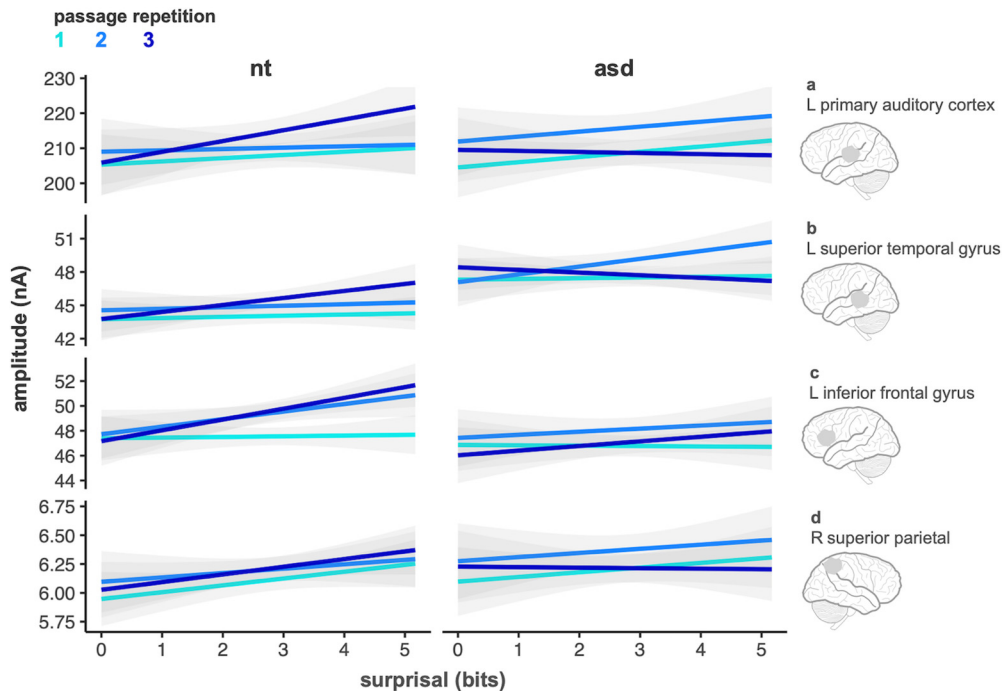 passage repetition
1 2 3
nt asd
a
L primary auditory cortex
230
220
210
200
b
L superior temporal gyrus
51
48
45
42
c
L inferior frontal gyrus
52
50
48
46
44
d
R superior parietal
6.75
6.50
6.25
6.00
5.75
amplitude (nA)
0 1 2 3 4 5 0 1 2 3 4 5
surprisal (bits)